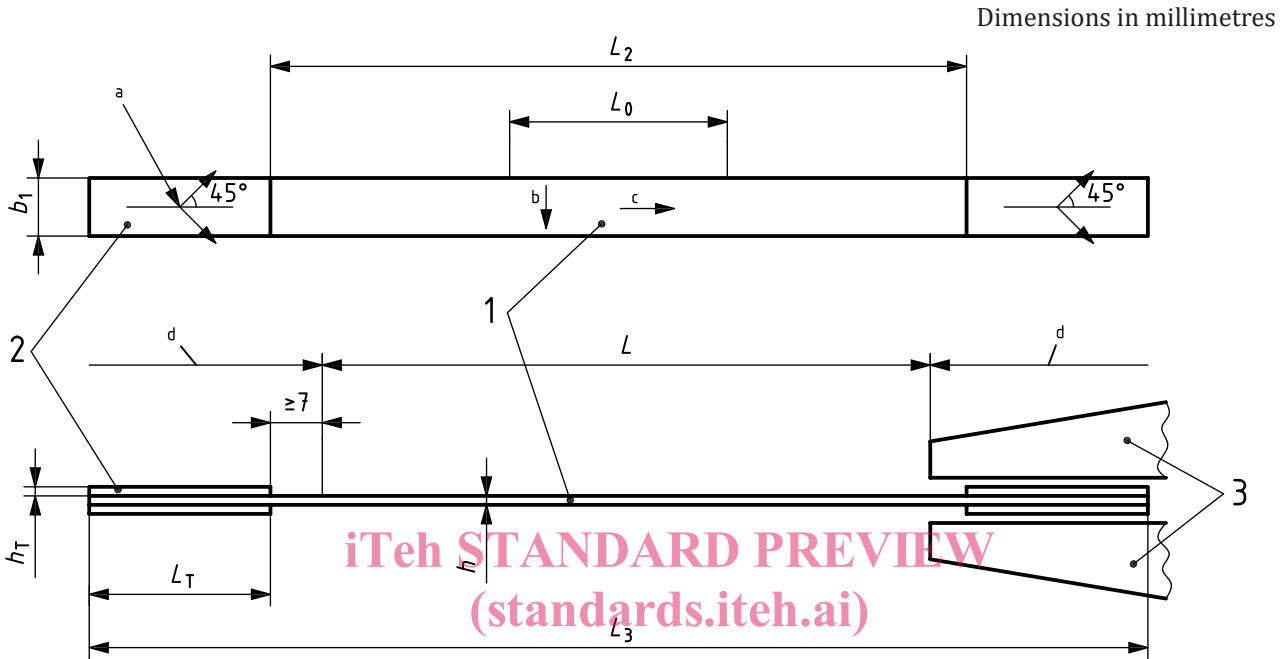 Dimensions in millimetres
L2
a
L0
b1
45°
b
c
45°
2
1
d
L
d
≥7
3
hT
h
iTeh STANDARD PREVIEW
LT
(standards.iteh.ai)
L3